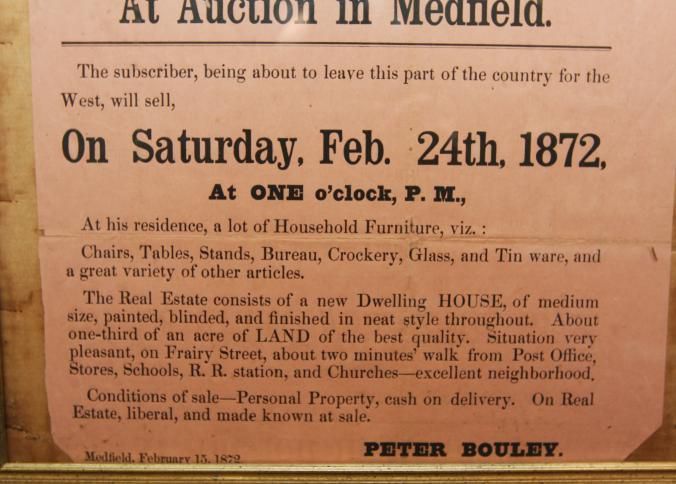 At Auction in Medfield.
The subscriber, being about to leave this part of the country for the
West, will sell,
On Saturday, Feb. 24th, 1872,
At ONE o'clock, P. M.,
At his residence, a lot of Household Furniture, viz. :
Chairs, Tables, Stands, Bureau, Crockery, Glass, and Tin ware, and
a great variety of other articles.
The Real Estate consists of a new Dwelling HOUSE, of medium
size, painted, blinded, and finished in neat style throughout. About
one-third of an acre of LAND of the best quality. Situation very
pleasant, on Frairy Street, about two minutes' walk from Post Office,
Stores, Schools, R. R. station, and Churches—excellent neighborhood.
Conditions of sale—Personal Property, cash on delivery. On Real
Estate, liberal, and made known at sale.
PETER BOULEY.
Medfield, February 15, 1872.